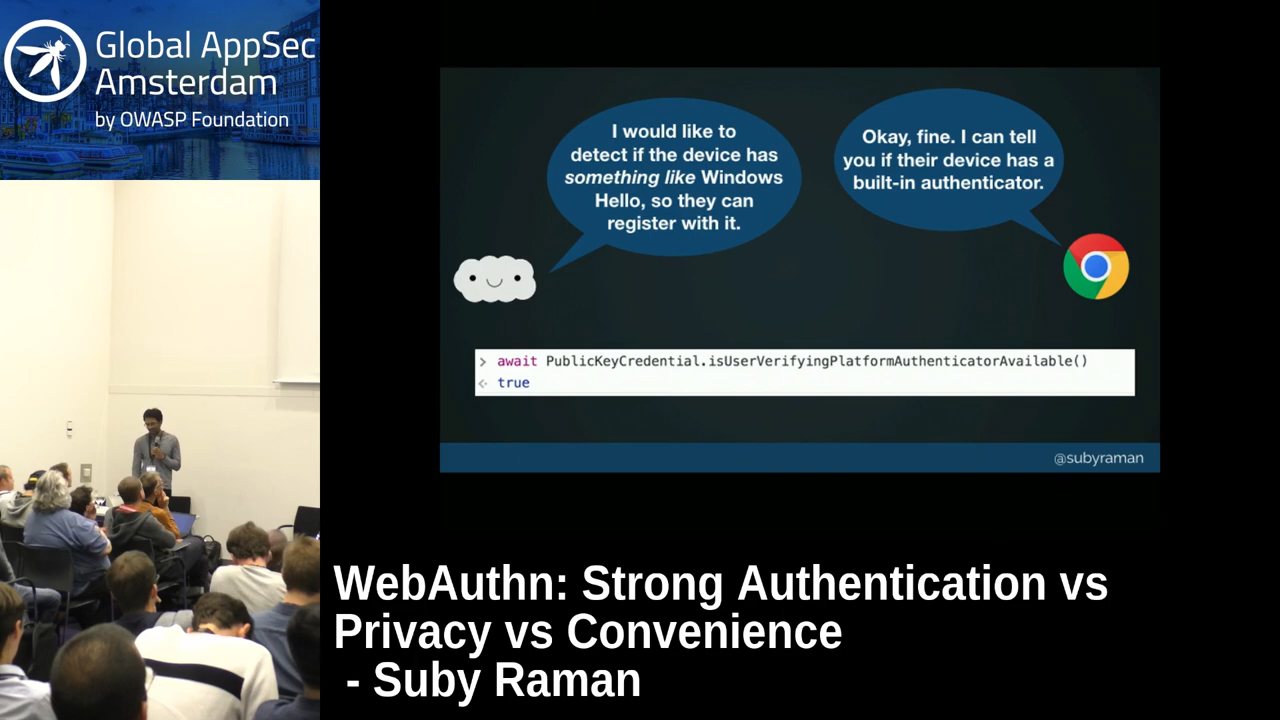 Global AppSec
Amsterdam
by OWASP Foundation
I would like to
detect if the device has
something like Windows
Hello, so they can
register with it.
Okay, fine. I can tell
you if their device has a
built-in authenticator.
> await PublicKeyCredential.isUserVerifyingPlatformAuthenticatorAvailable()
< true
@subyraman
WebAuthn: Strong Authentication vs
Privacy vs Convenience
- Suby Raman